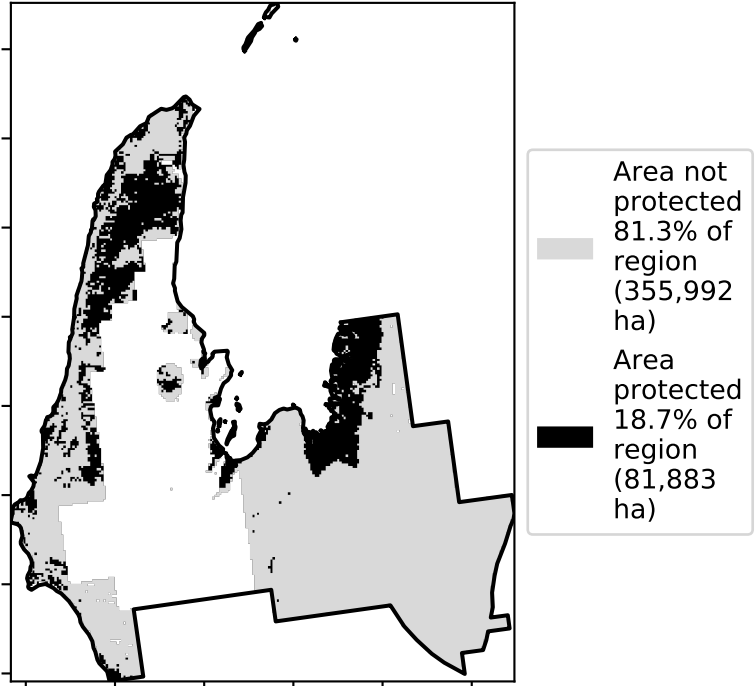 Area not
protected
81.3% of
region
(355,992
ha)
Area
protected
18.7% of
region
(81,883
ha)